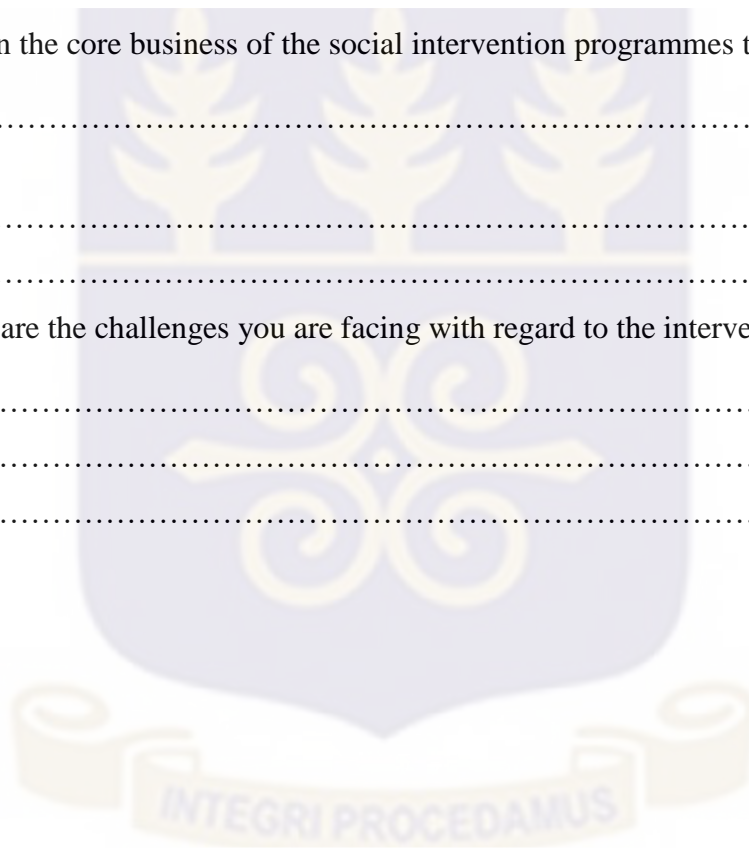 n the core business of the social intervention programmes t
………………………………………………………………………
………………………………………………………………………
………………………………………………………………………
are the challenges you are facing with regard to the interve
………………………………………………………………………
………………………………………………………………………
………………………………………………………………………
INTEGRI PROCEDAMUS